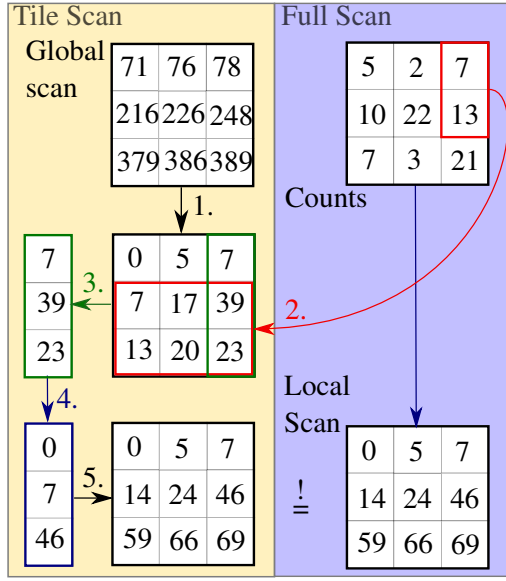 Tile Scan
Full Scan
Global
scan
71 76 78
216 226 248
379 386 389
5 2 7
10 22 13
7 3 21
Counts
1.
0 5 7
7 17 39
13 20 23
2.
3.
7
39
23
4.
0
7
46
5.
0 5 7
14 24 46
59 66 69
!
=
Local
Scan
0 5 7
14 24 46
59 66 69